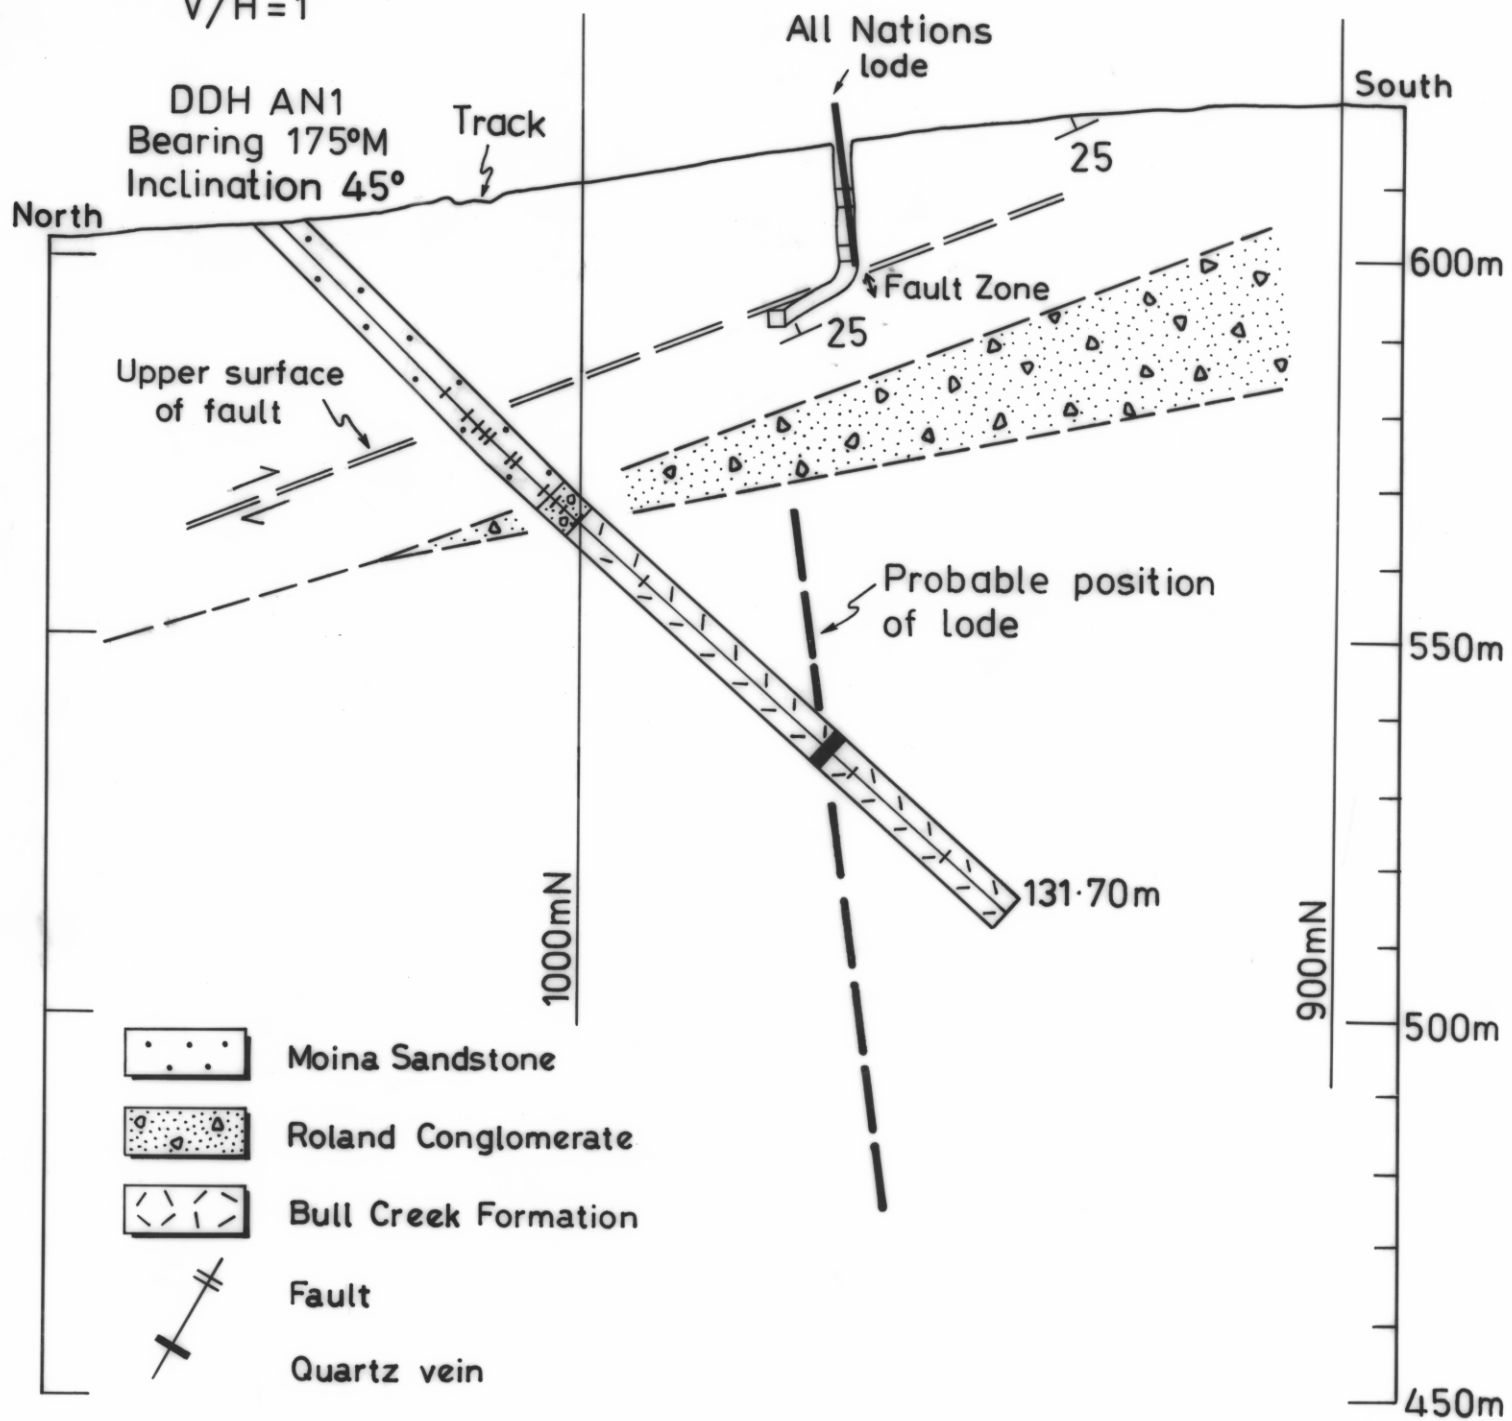 V/H=1
All Nations
lode
South
DDH AN1
Bearing 175°M
Inclination 45°
Track
North
25
600m
Fault Zone
25
Upper surface
of fault
Probable position
of lode
550m
131·70m
1000mN
900mN
500m
Moina Sandstone
Roland Conglomerate
Bull Creek Formation
Fault
Quartz vein
450m